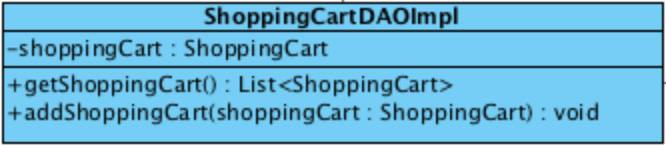 ShoppingCartDAOImpl
-shoppingCart : ShoppingCart
+getShoppingCart() : List<ShoppingCart>
+addShoppingCart(shoppingCart : ShoppingCart) : void